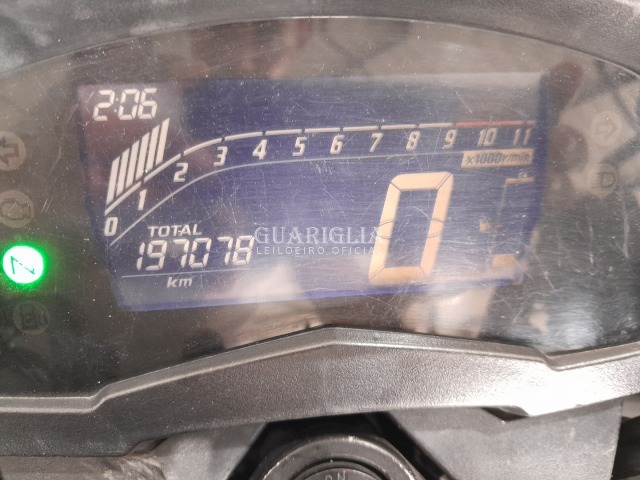 2:06
0 1 2 3 4 5 6 7 8 9 10 11
x1000r/min
TOTAL
197078
km
0
GUARIGLIA
LEILOEIRO OFICIAL
N
ON